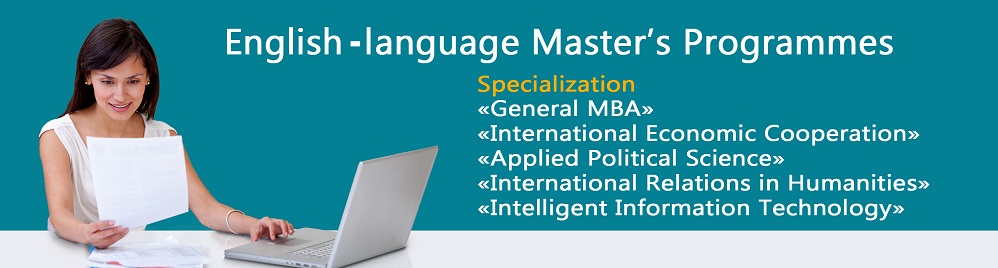 English-language Master's Programmes
Specialization
«General MBA»
«International Economic Cooperation»
«Applied Political Science»
«International Relations in Humanities»
«Intelligent Information Technology»